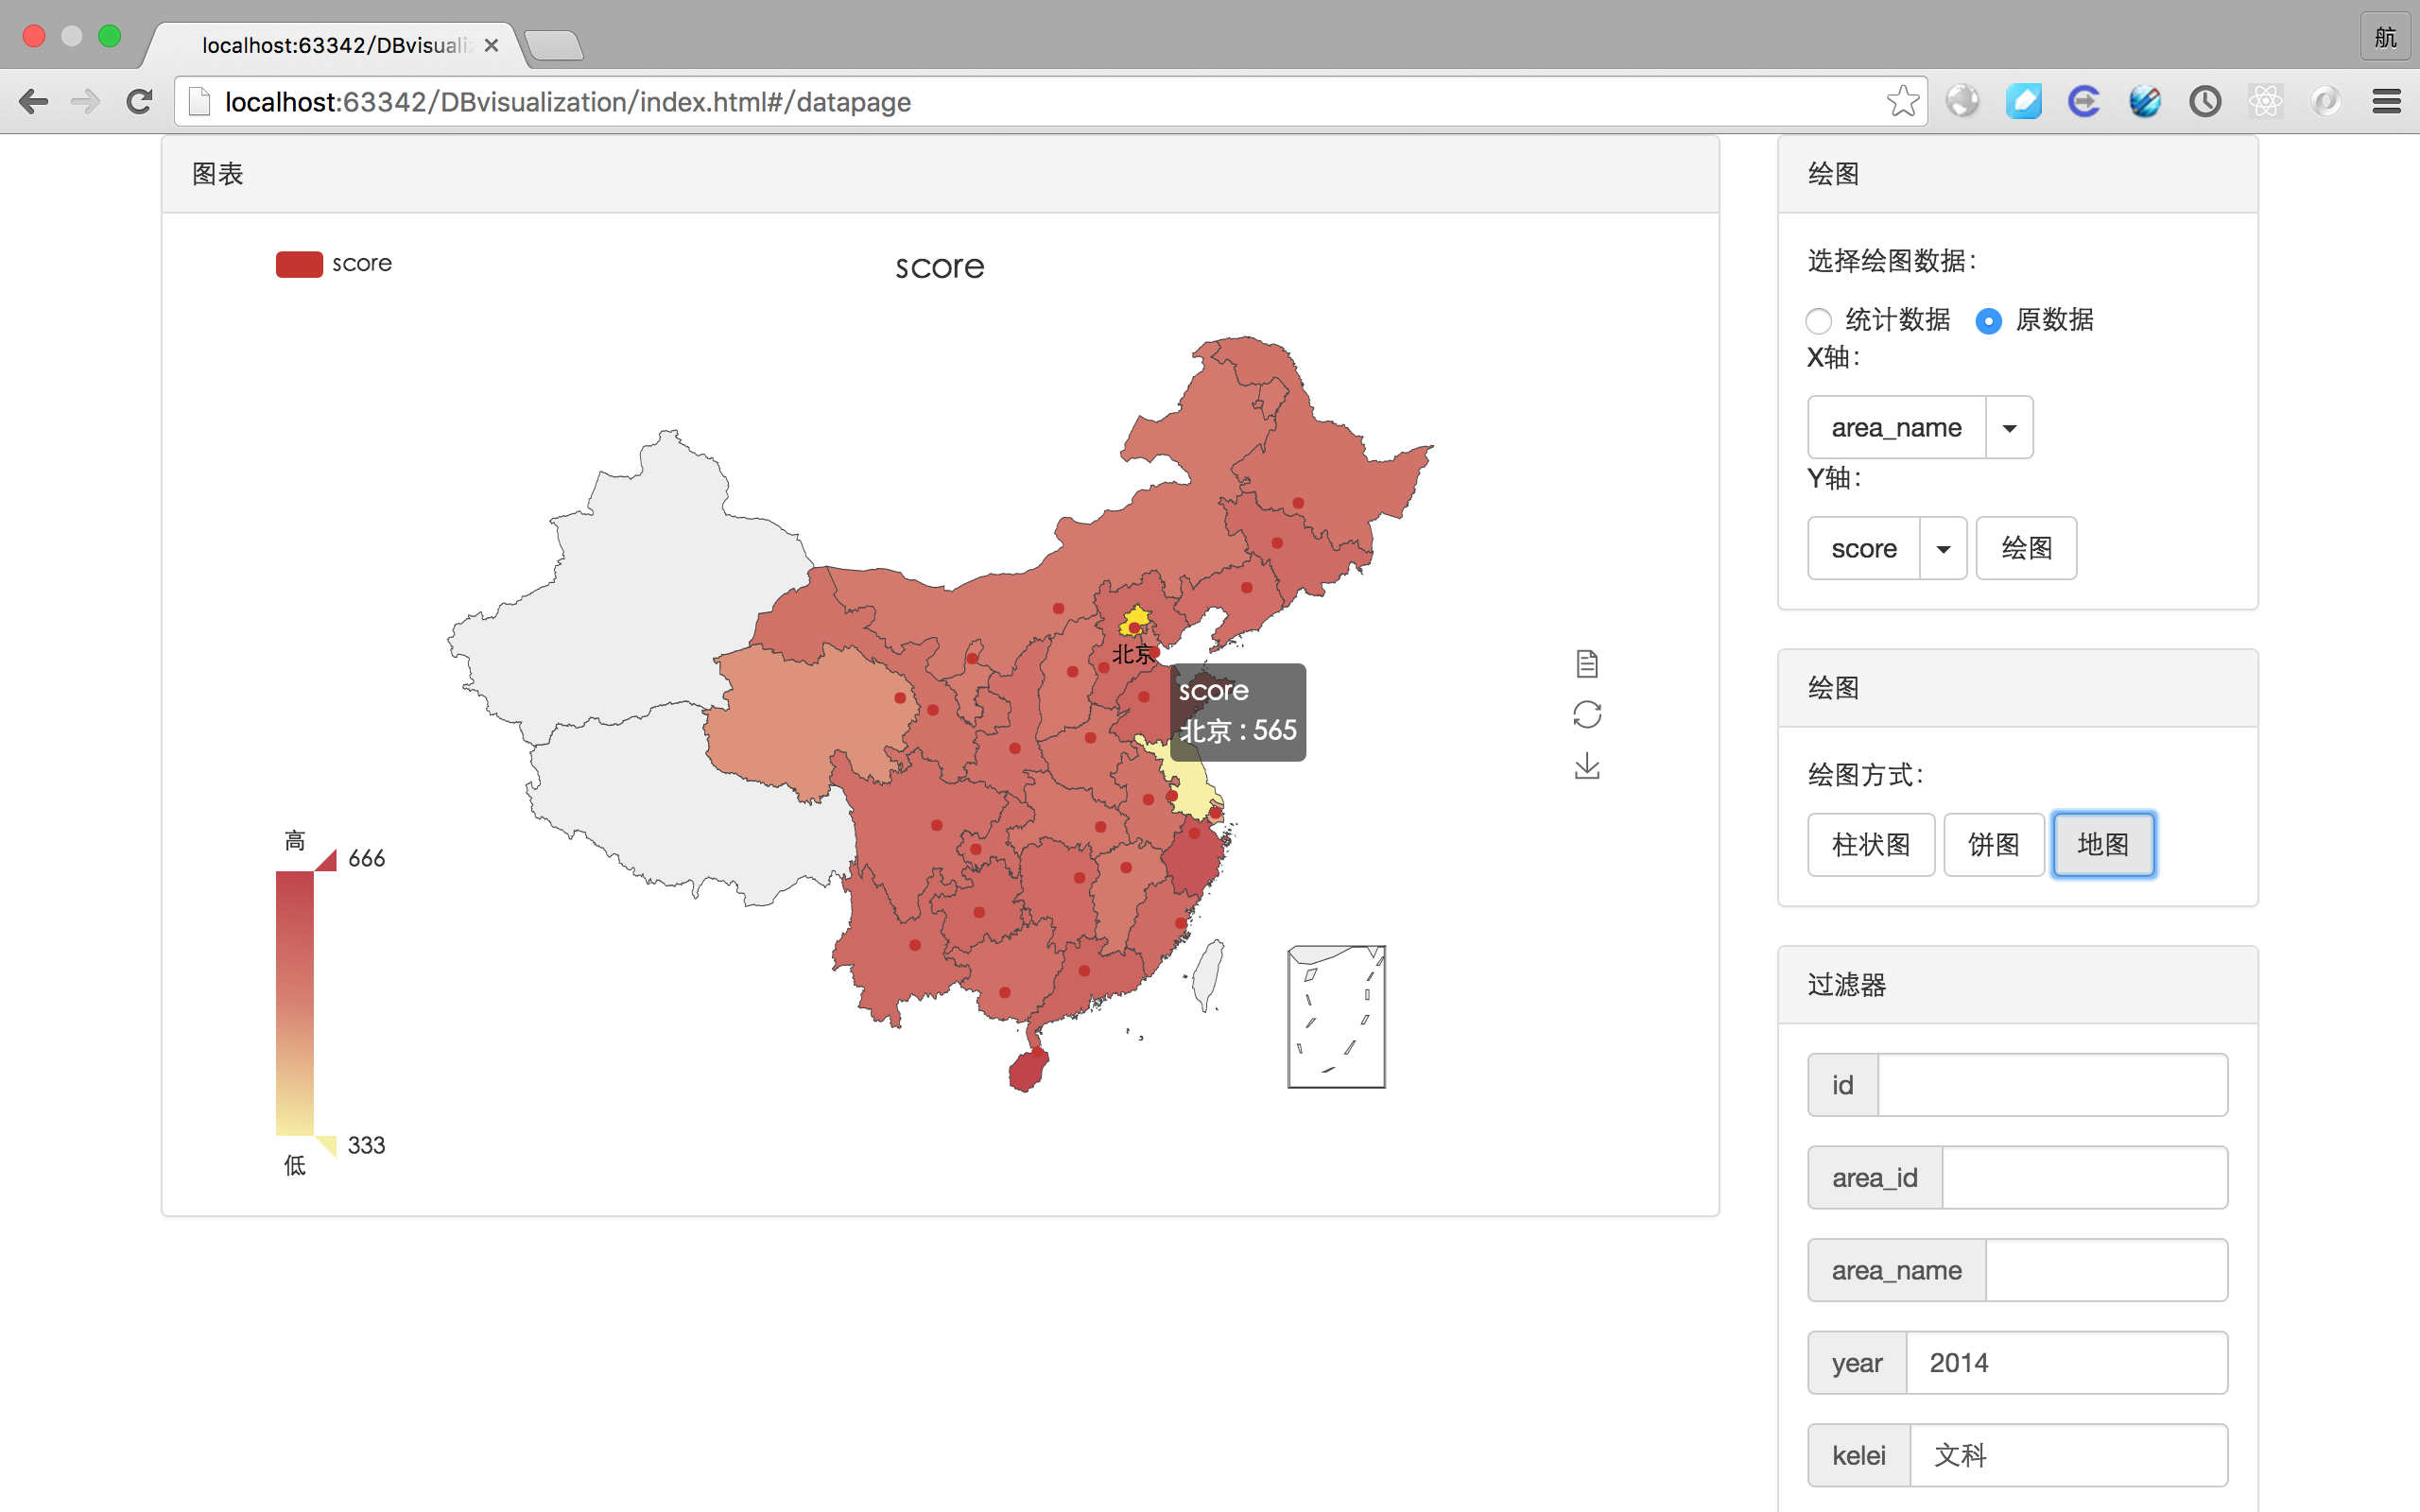 localhost:63342/DBvisuali
航
localhost:63342/DBvisualization/index.html#/datapage
图表
score
score
北京
score
北京 : 565
高
666
333
低
绘图
选择绘图数据：
统计数据 原数据
X轴：
area_name
Y轴：
score 绘图
绘图
绘图方式：
柱状图 饼图 地图
过滤器
id
area_id
area_name
year 2014
kelei 文科